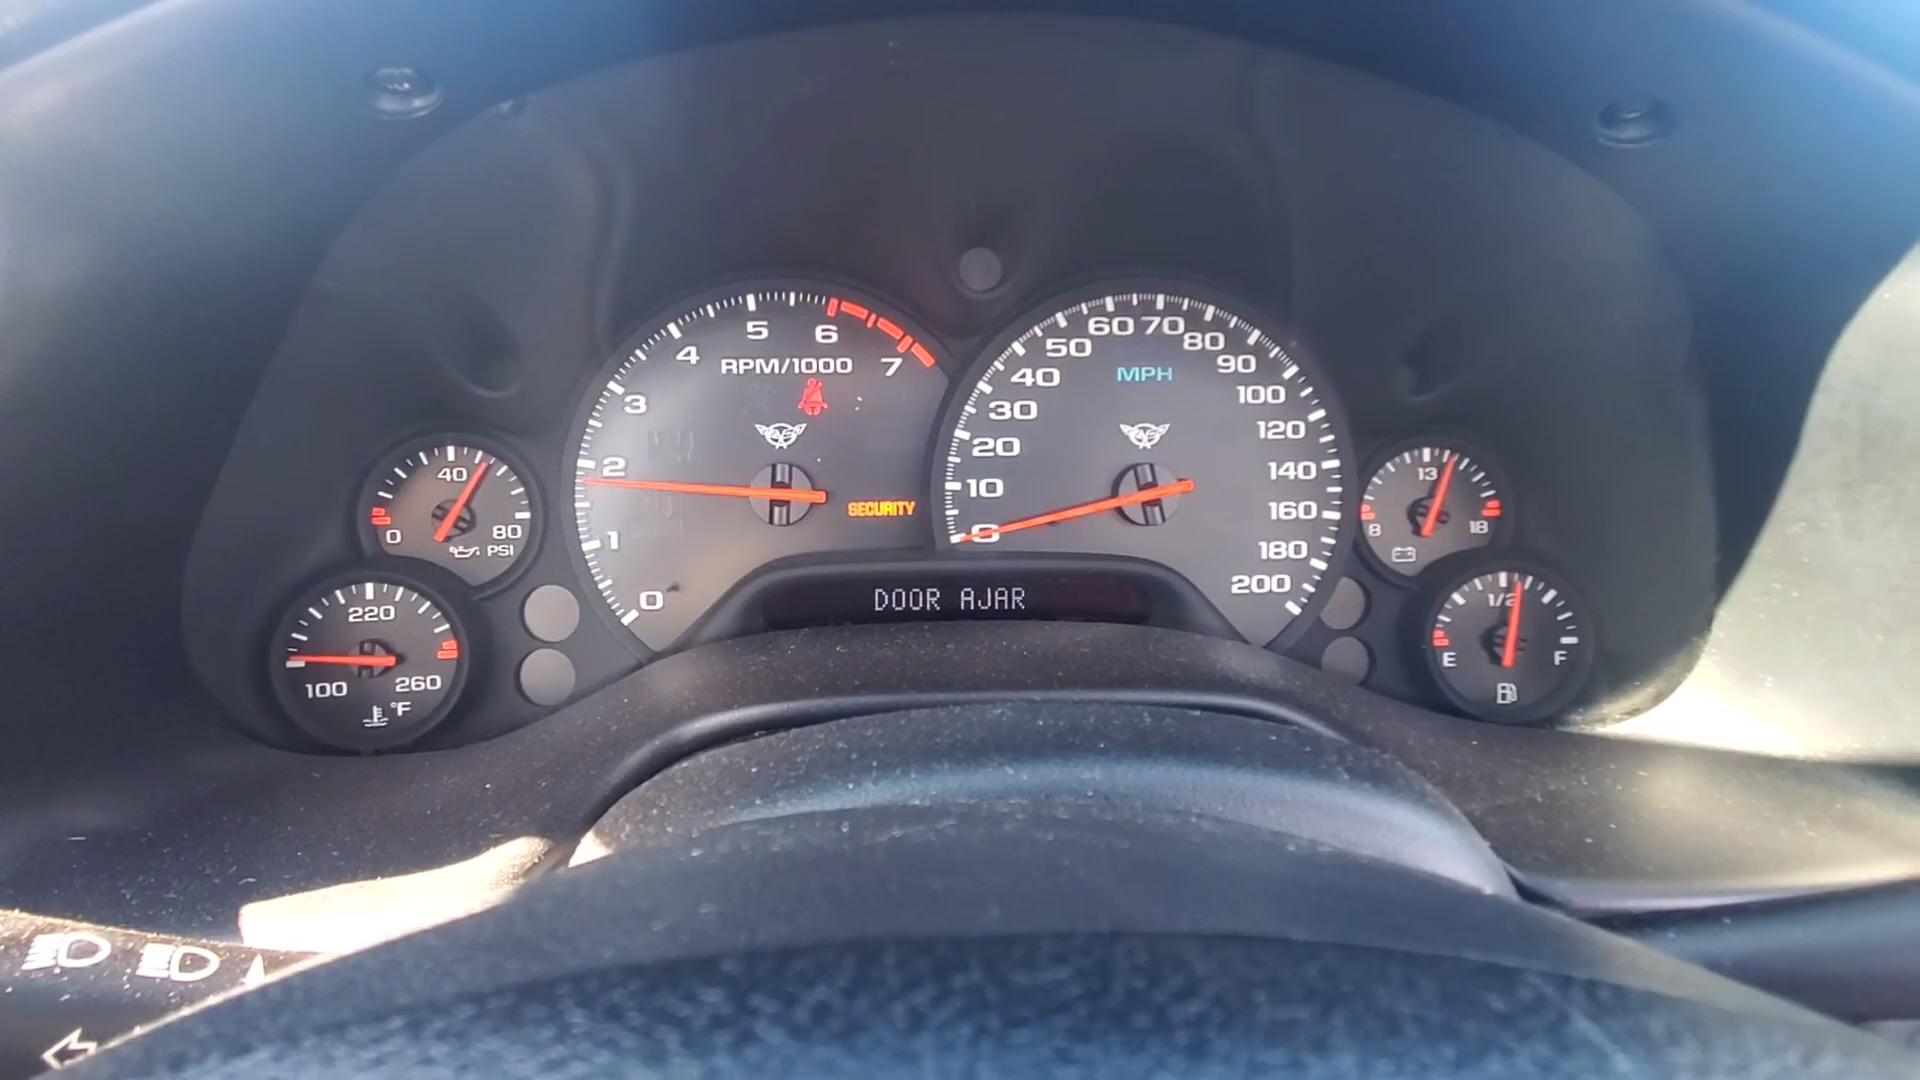 0 1 2 3 4 5 6 7
RPM/1000
SECURITY
0 10 20 30 40 50 60 70 80 90 100 120 140 160 180 200
MPH
DOOR AJAR
0 40 80
PSI
100 220 260
°F
8 13 18
E 1/2 F